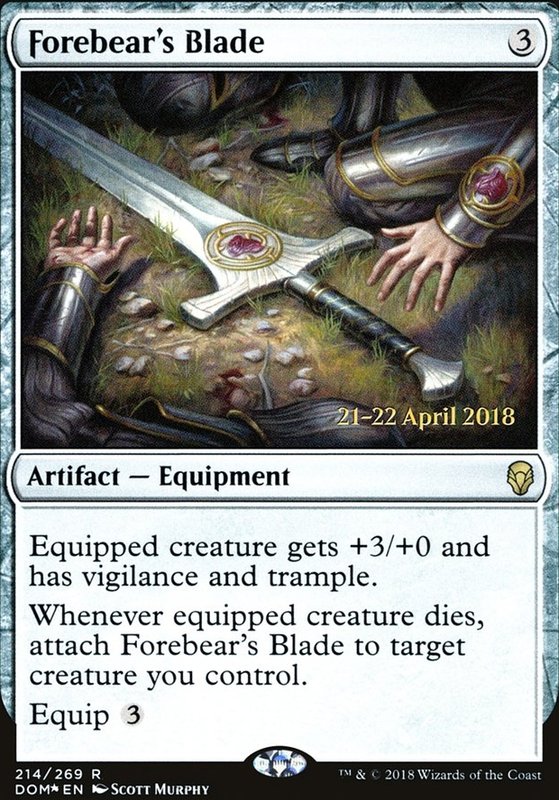 Forebear's Blade 3
21–22 April 2018
Artifact — Equipment
Equipped creature gets +3/+0 and
has vigilance and trample.
Whenever equipped creature dies,
attach Forebear's Blade to target
creature you control.
Equip 3
214/269 R
DOM★EN Scott Murphy
™ & © 2018 Wizards of the Coast